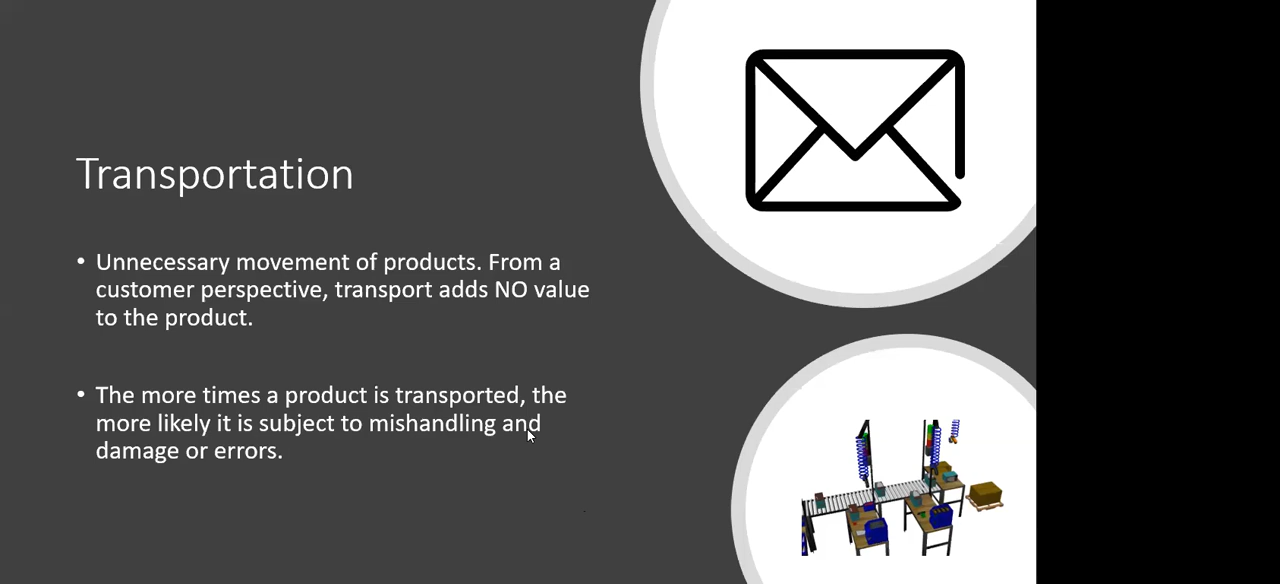 Transportation
• Unnecessary movement of products. From a
customer perspective, transport adds NO value
to the product.
• The more times a product is transported, the
more likely it is subject to mishandling and
damage or errors.